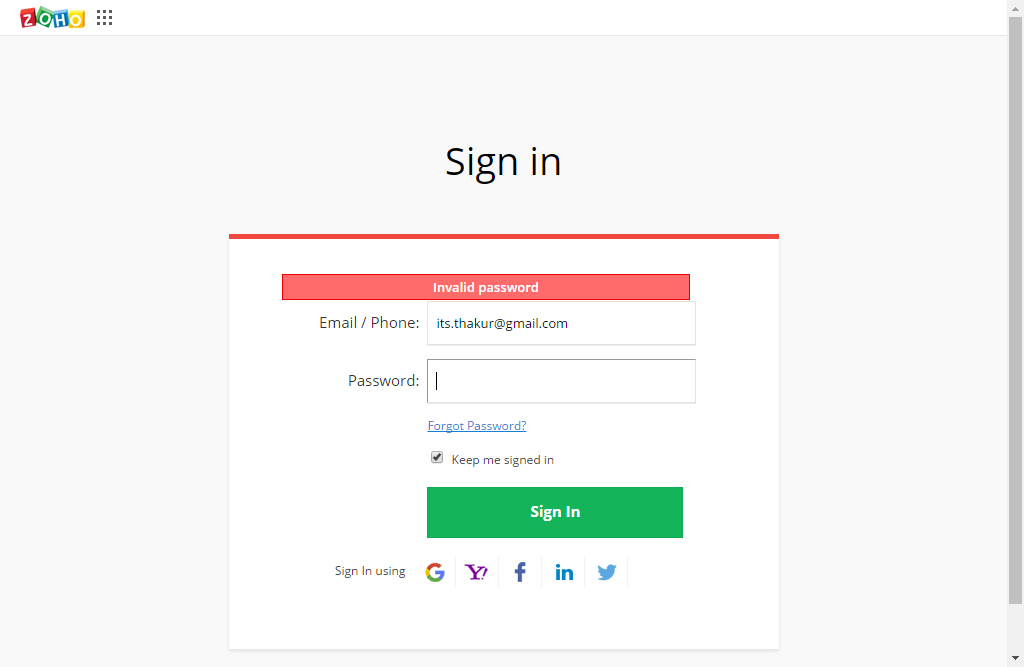 ZOHO
Sign in
Invalid password
Email / Phone: its.thakur@gmail.com
Password:
Forgot Password?
Keep me signed in
Sign In
Sign In using